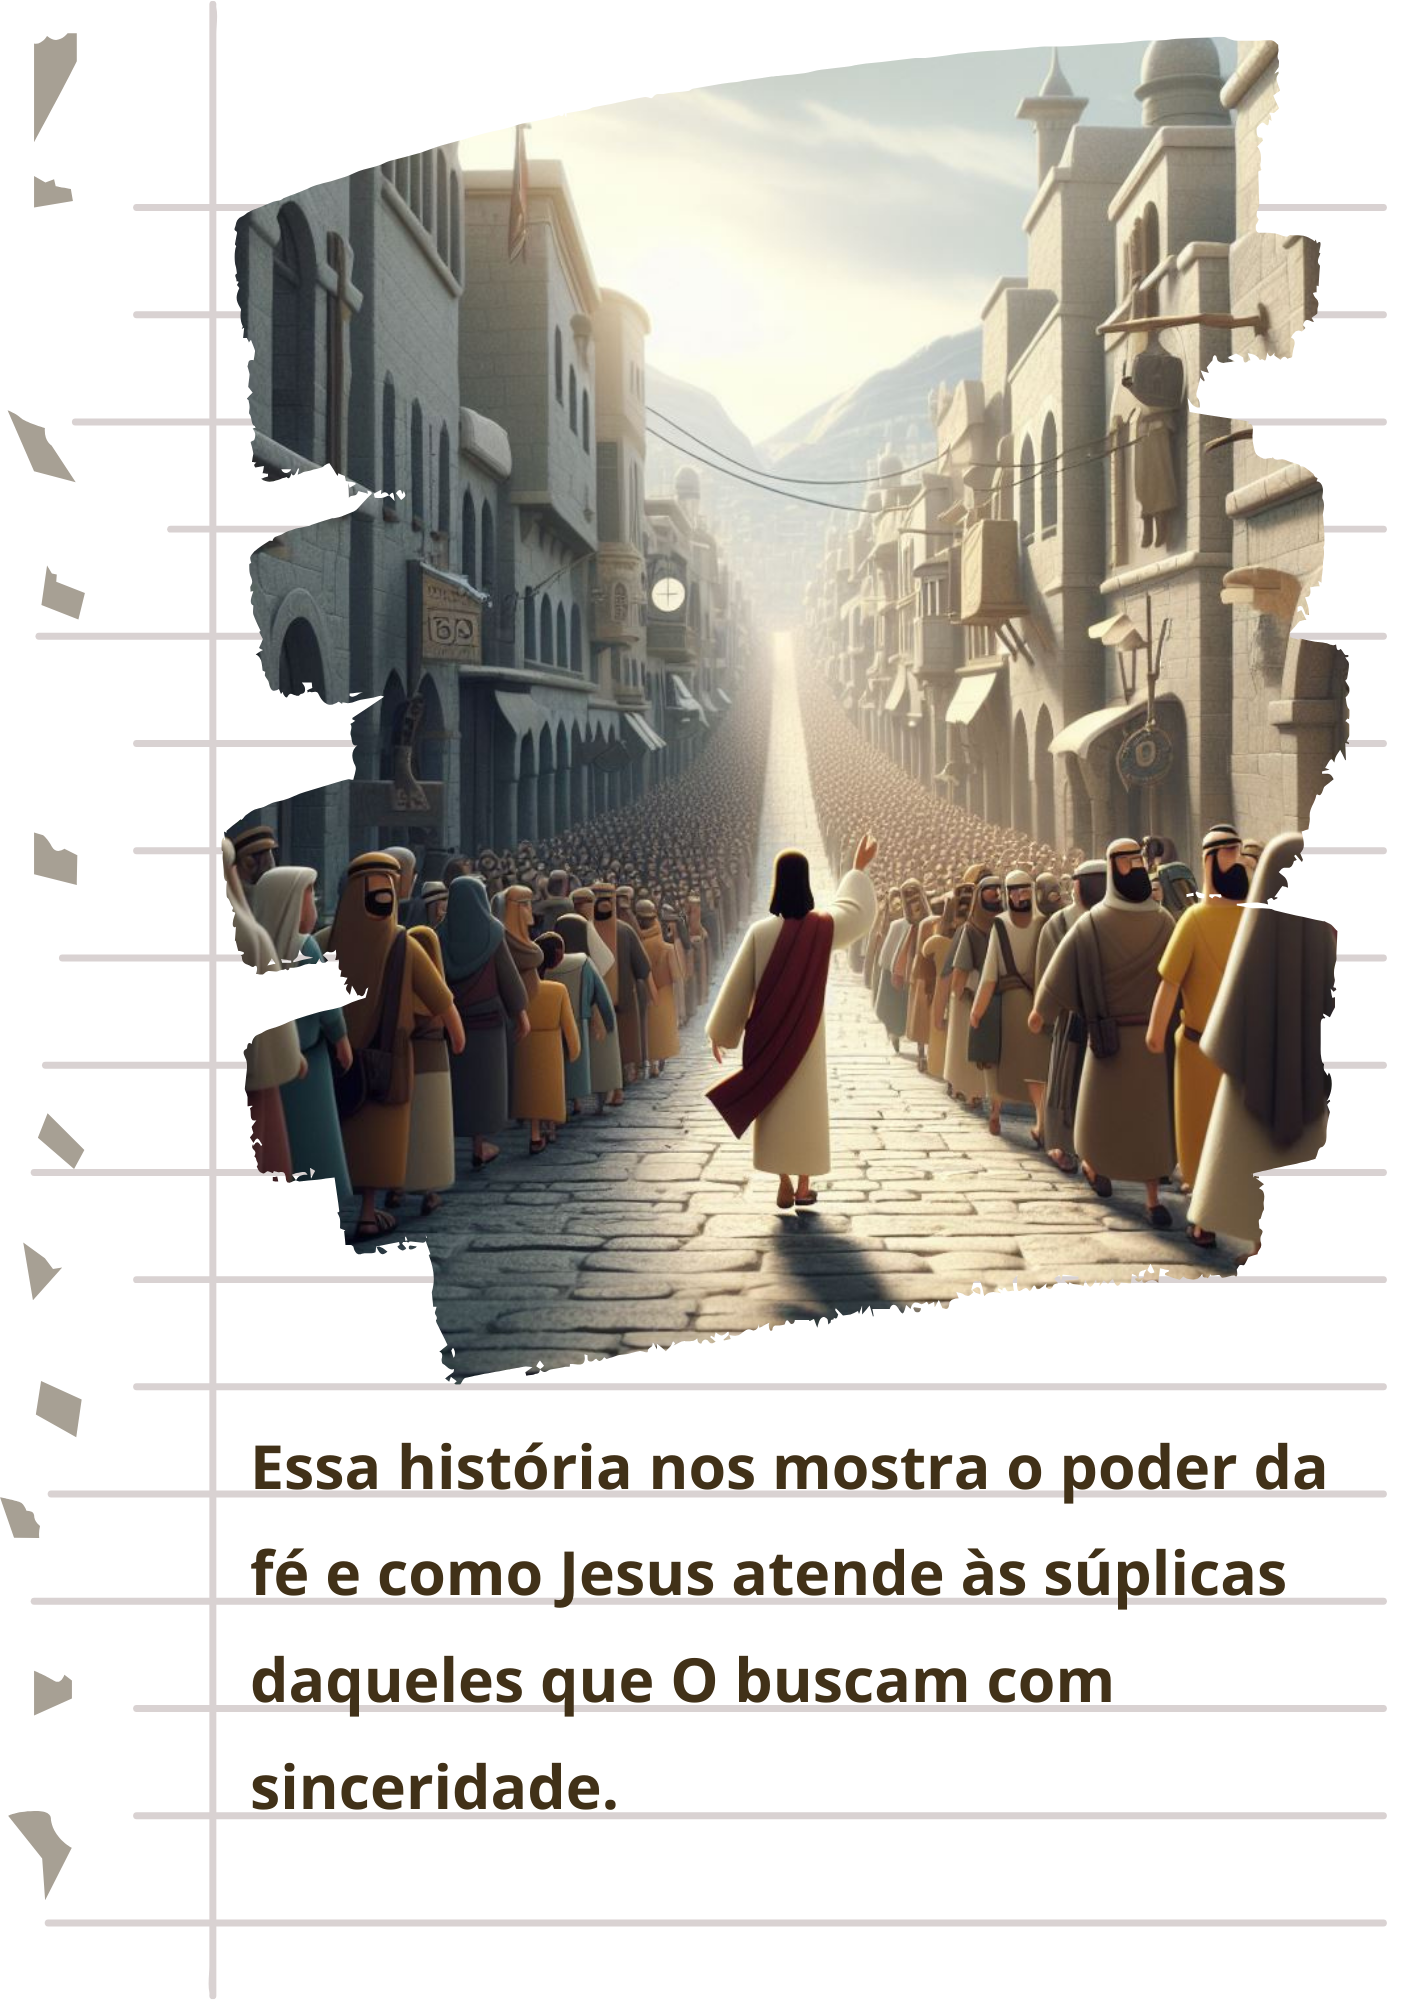 Essa história nos mostra o poder da
fé e como Jesus atende às súplicas
daqueles que O buscam com
sinceridade.